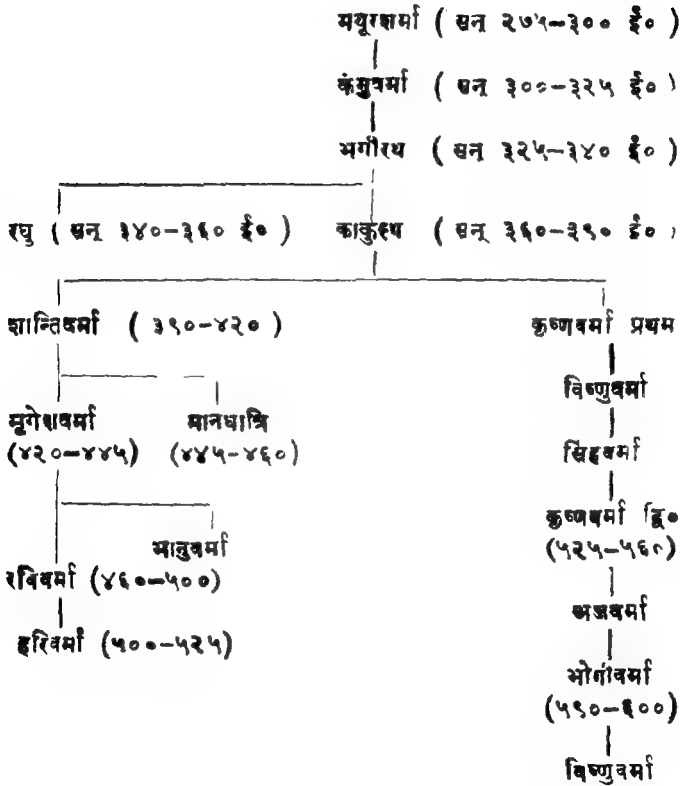 मयूरशर्मा ( सन् २७५-३०० ई० )
कंगुवर्मा ( सन् ३००-३२५ ई० )
भगीरथ ( सन् ३२५-३४० ई० )
रघु ( सन् ३४०-३६० ई० ) काकुस्थ ( सन् ३६०-३९० ई० )
शान्तिवर्मा ( ३९०-४२० ) कृष्णवर्मा प्रथम
विष्णुवर्मा
मृगेशवर्मा मानधात्रि
(४२०-४४५) (४४५-४६०) सिंहवर्मा
कृष्णवर्मा द्वि०
भानुवर्मा (५२५-५६०)
रविवर्मा (४६०-५००)
अजवर्मा
हरिवर्मा (५००-५२५)
भोगीवर्मा
(५९०-६००)
विष्णुवर्मा